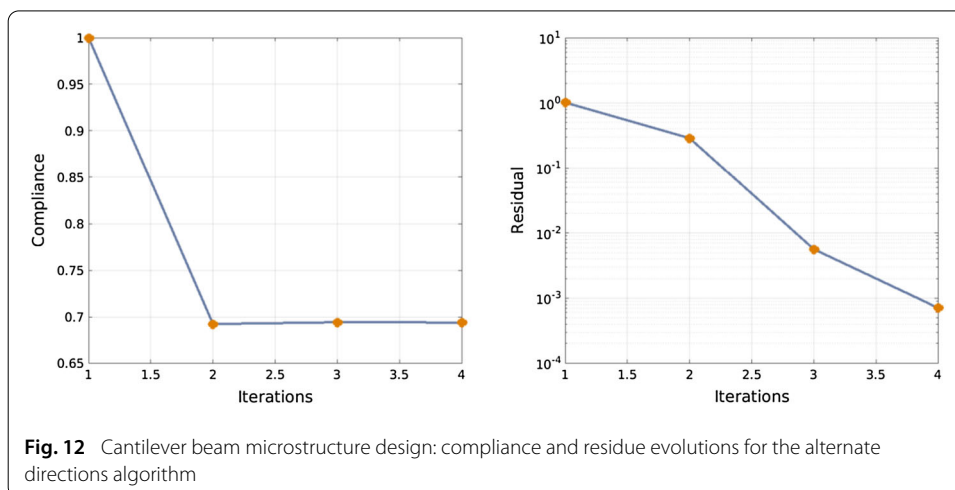 1
0.95
0.9
0.85
0.8
0.75
0.7
0.65
Compliance
1 1.5 2 2.5 3 3.5 4
Iterations
10^1
10^0
10^-1
10^-2
10^-3
10^-4
Residual
1 1.5 2 2.5 3 3.5 4
Iterations
Fig. 12 Cantilever beam microstructure design: compliance and residue evolutions for the alternate
directions algorithm